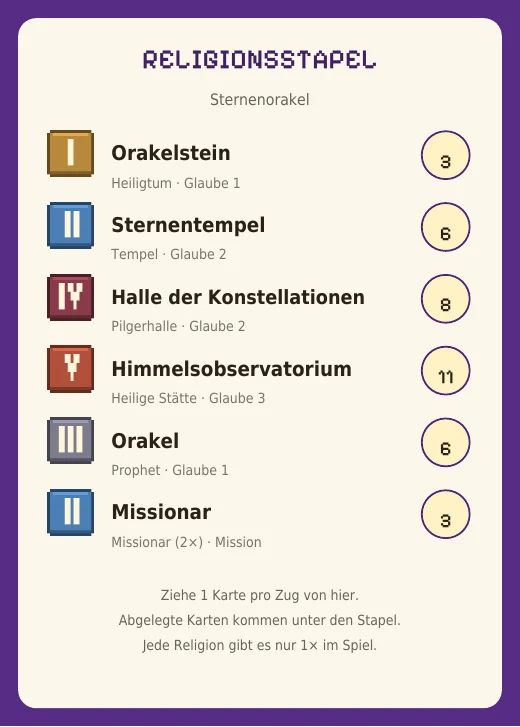 RELIGIONSSTAPEL
Sternenorakel
I Orakelstein 3
Heiligtum · Glaube 1
II Sternentempel 6
Tempel · Glaube 2
IV Halle der Konstellationen 8
Pilgerhalle · Glaube 2
V Himmelsobservatorium 11
Heilige Stätte · Glaube 3
III Orakel 6
Prophet · Glaube 1
II Missionar 3
Missionar (2×) · Mission
Ziehe 1 Karte pro Zug von hier.
Abgelegte Karten kommen unter den Stapel.
Jede Religion gibt es nur 1× im Spiel.